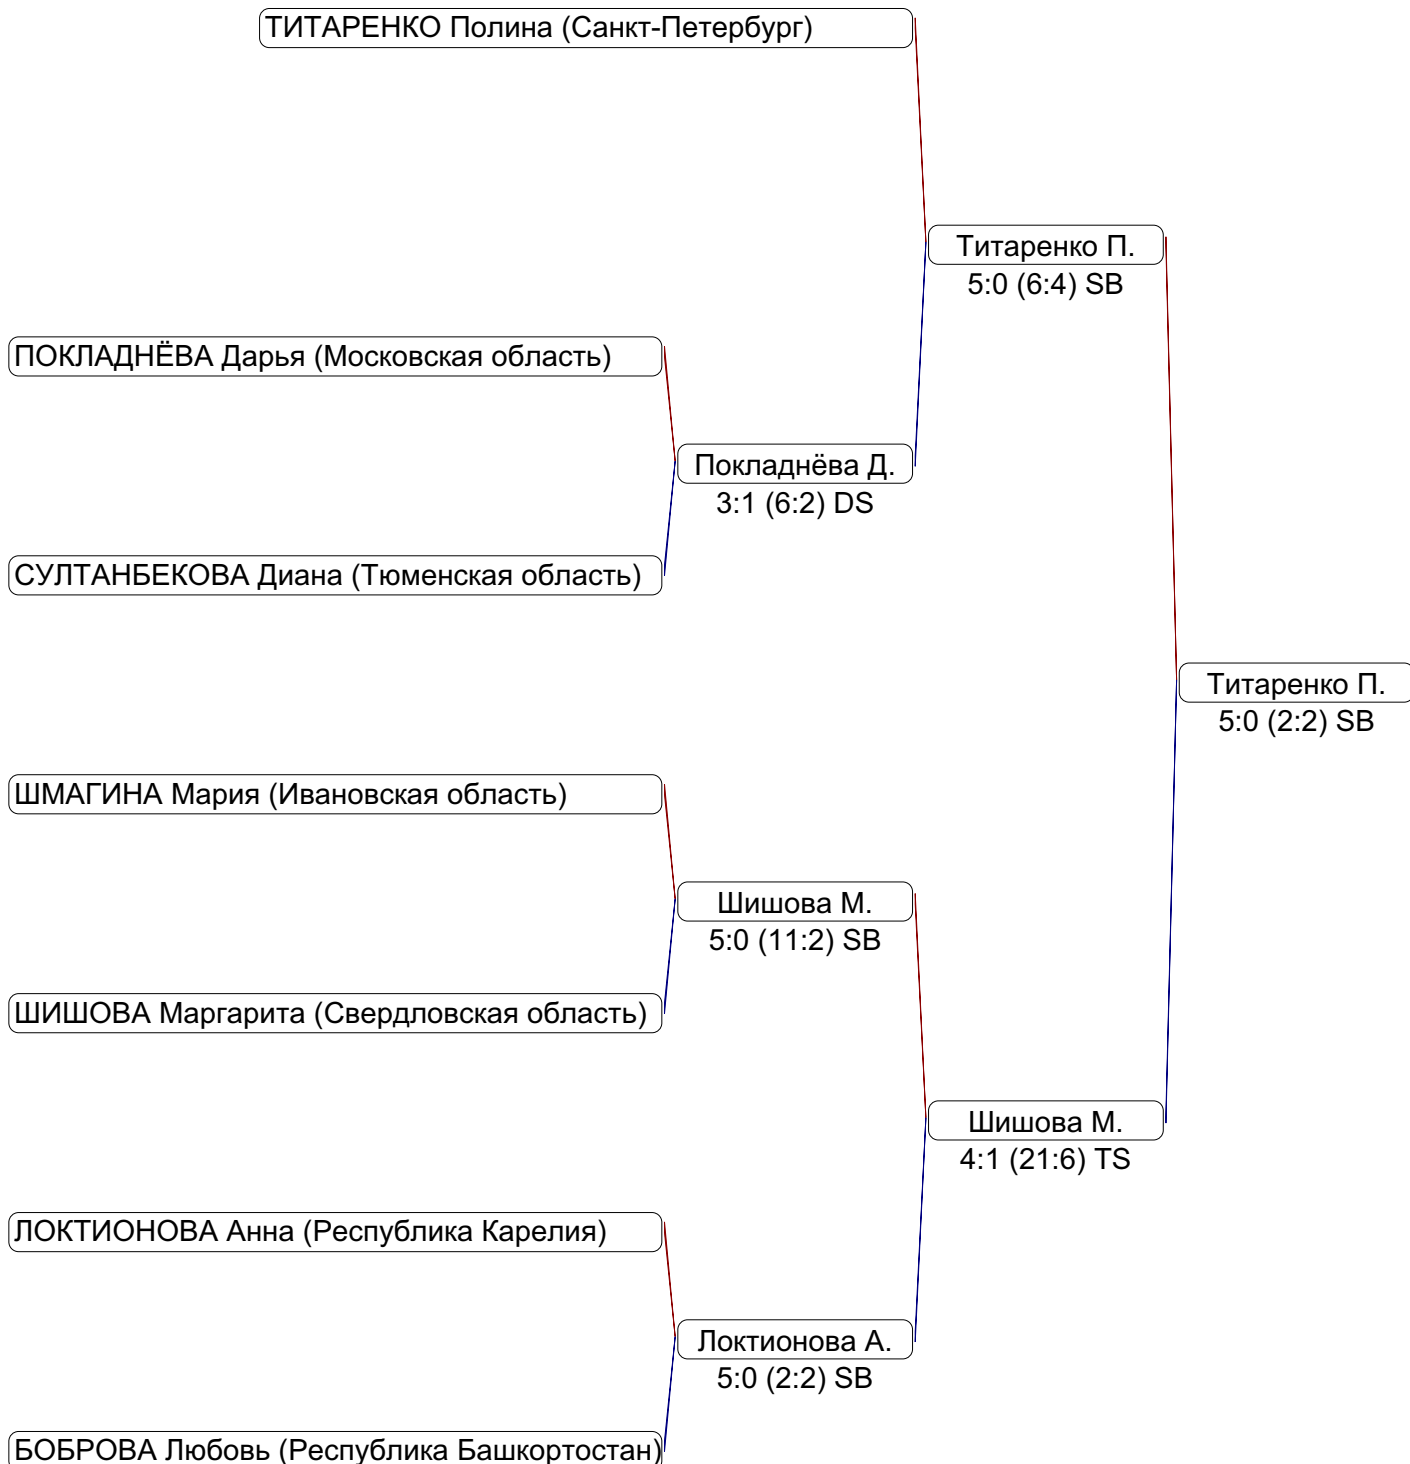 ТИТАРЕНКО Полина (Санкт-Петербург)
Титаренко П.
5:0 (6:4) SB
ПОКЛАДНЁВА Дарья (Московская область)
Покладнёва Д.
3:1 (6:2) DS
СУЛТАНБЕКОВА Диана (Тюменская область)
Титаренко П.
5:0 (2:2) SB
ШМАГИНА Мария (Ивановская область)
Шишова М.
5:0 (11:2) SB
ШИШОВА Маргарита (Свердловская область)
Шишова М.
4:1 (21:6) TS
ЛОКТИОНОВА Анна (Республика Карелия)
Локтионова А.
5:0 (2:2) SB
БОБРОВА Любовь (Республика Башкортостан)